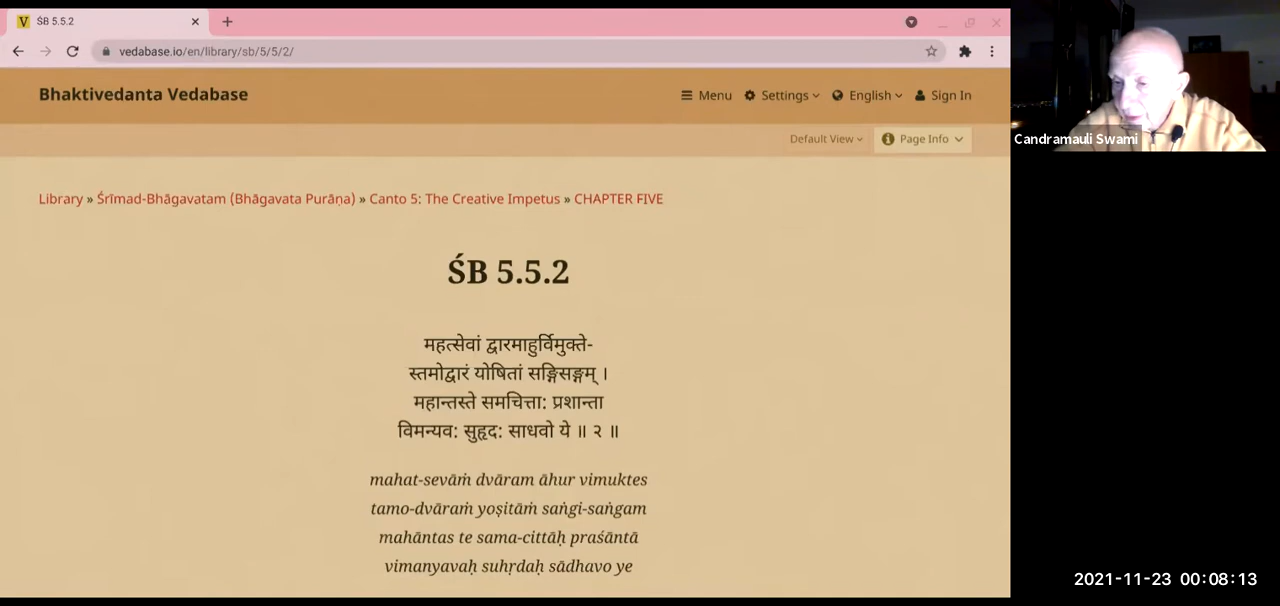 ŚB 5.5.2
vedabase.io/en/library/sb/5/5/2/
Bhaktivedanta Vedabase
Menu Settings English Sign In
Default View Page Info
Candramauli Swami
Library » Śrīmad-Bhāgavatam (Bhāgavata Purāṇa) » Canto 5: The Creative Impetus » CHAPTER FIVE
ŚB 5.5.2
महत्सेवां द्वारमाहुर्विमुक्ते-
स्तमोद्वारं योषितां सङ्गिसङ्गम् ।
महान्तस्ते समचित्ता: प्रशान्ता
विमन्यव: सुहृद: साधवो ये ॥ २ ॥
mahat-sevāṁ dvāram āhur vimuktes
tamo-dvāraṁ yoṣitāṁ saṅgi-saṅgam
mahāntas te sama-cittāḥ praśāntā
vimanyavaḥ suhṛdaḥ sādhavo ye
2021-11-23 00:08:13